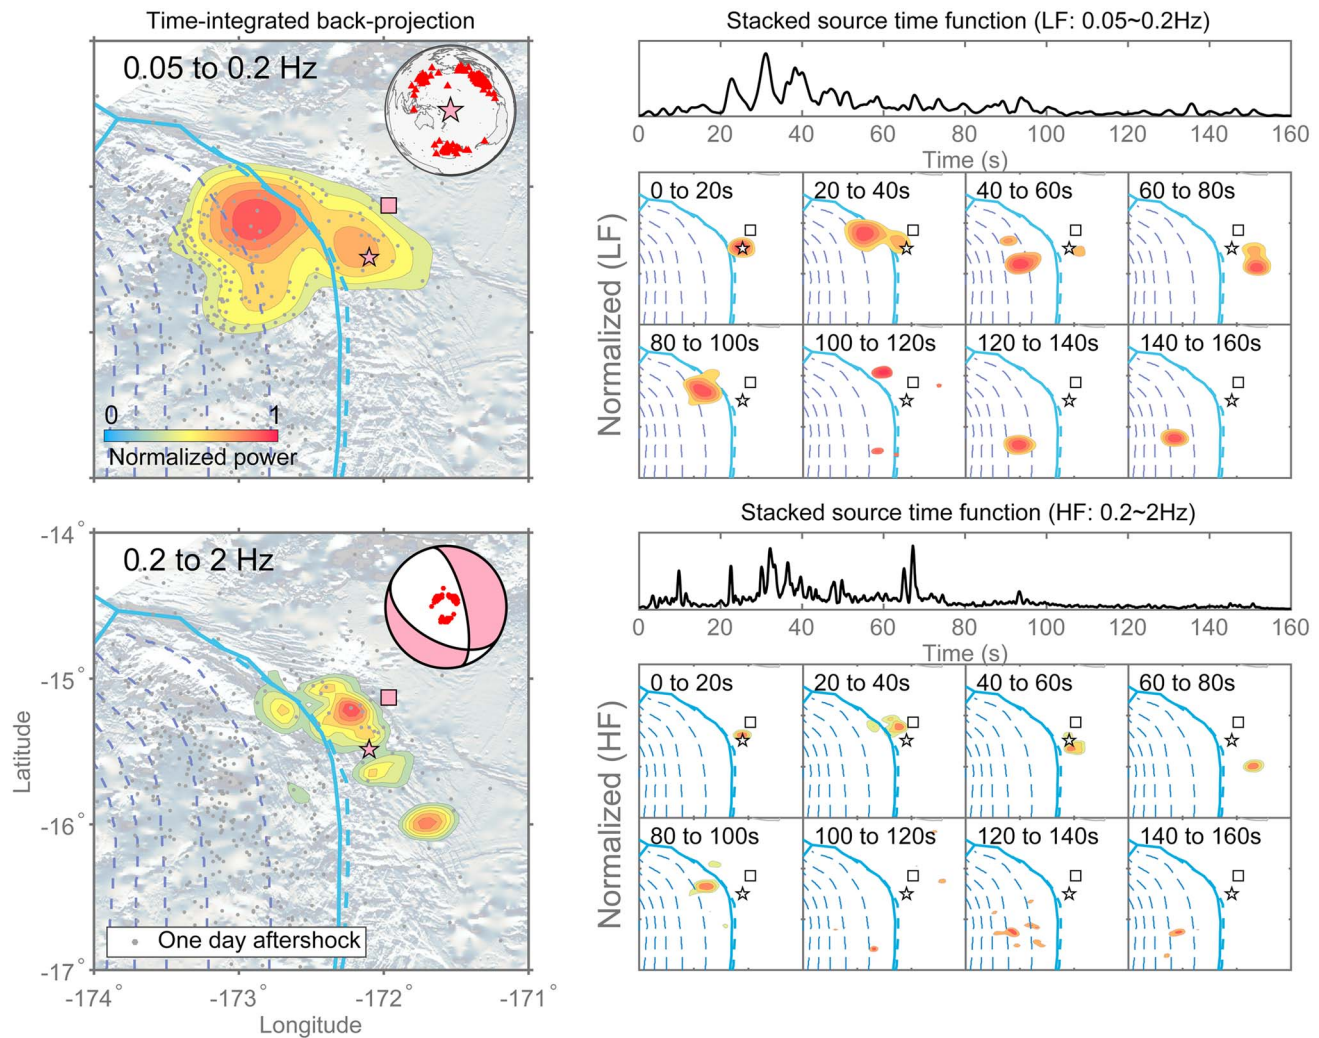 Time-integrated back-projection
0.05 to 0.2 Hz
0 1
Normalized power
Stacked source time function (LF: 0.05~0.2Hz)
0 20 40 60 80 100 120 140 160
Time (s)
Normalized (LF)
0 to 20s 20 to 40s 40 to 60s 60 to 80s
80 to 100s 100 to 120s 120 to 140s 140 to 160s
-14°
-15°
-16°
-17°
Latitude
0.2 to 2 Hz
One day aftershock
-174° -173° -172° -171°
Longitude
Stacked source time function (HF: 0.2~2Hz)
0 20 40 60 80 100 120 140 160
Time (s)
Normalized (HF)
0 to 20s 20 to 40s 40 to 60s 60 to 80s
80 to 100s 100 to 120s 120 to 140s 140 to 160s